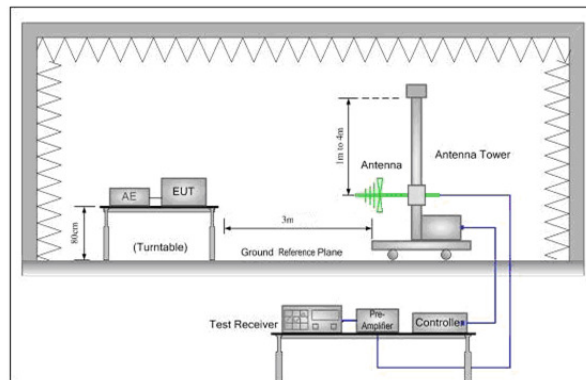 1m to 4m
Antenna
Antenna Tower
AE
EUT
80cm
(Turntable)
3m
Ground Reference Plane
Test Receiver
Pre-
Amplifier
Controller